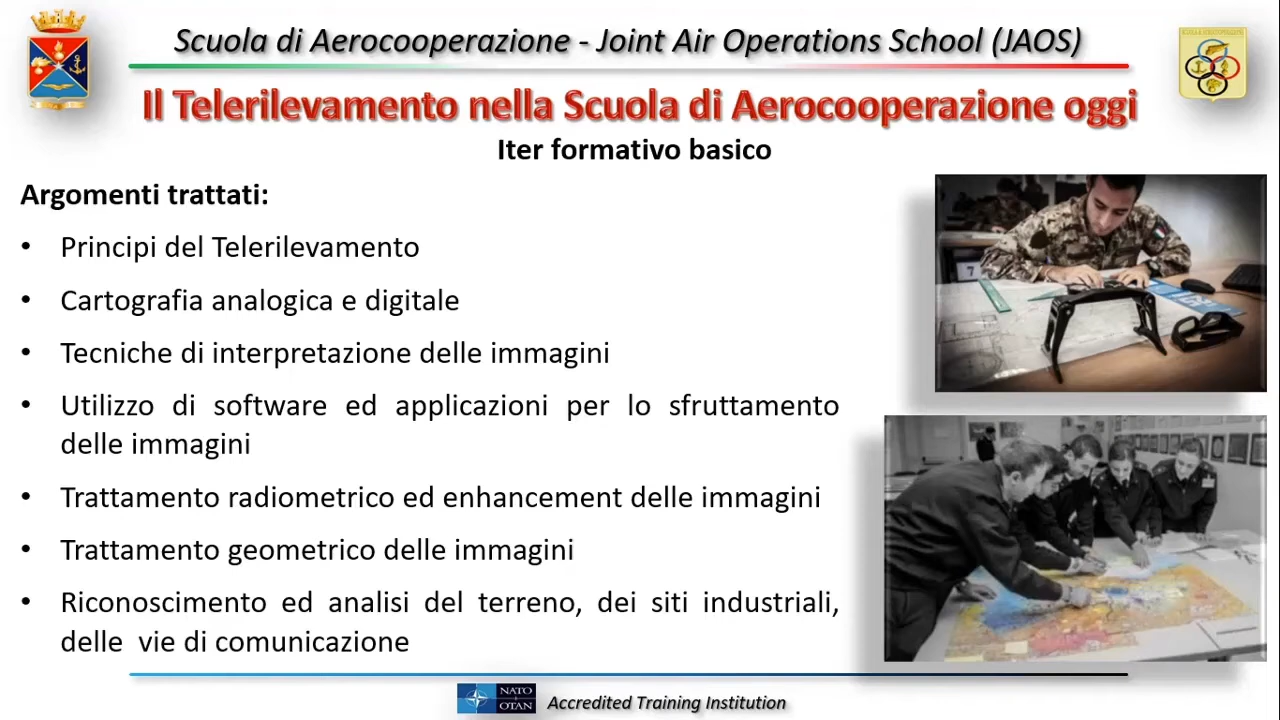 Scuola di Aerocooperazione - Joint Air Operations School (JAOS)
Il Telerilevamento nella Scuola di Aerocooperazione oggi
Iter formativo basico
Argomenti trattati:
• Principi del Telerilevamento
• Cartografia analogica e digitale
• Tecniche di interpretazione delle immagini
• Utilizzo di software ed applicazioni per lo sfruttamento
delle immagini
• Trattamento radiometrico ed enhancement delle immagini
• Trattamento geometrico delle immagini
• Riconoscimento ed analisi del terreno, dei siti industriali,
delle vie di comunicazione
7
NATO
OTAN
Accredited Training Institution